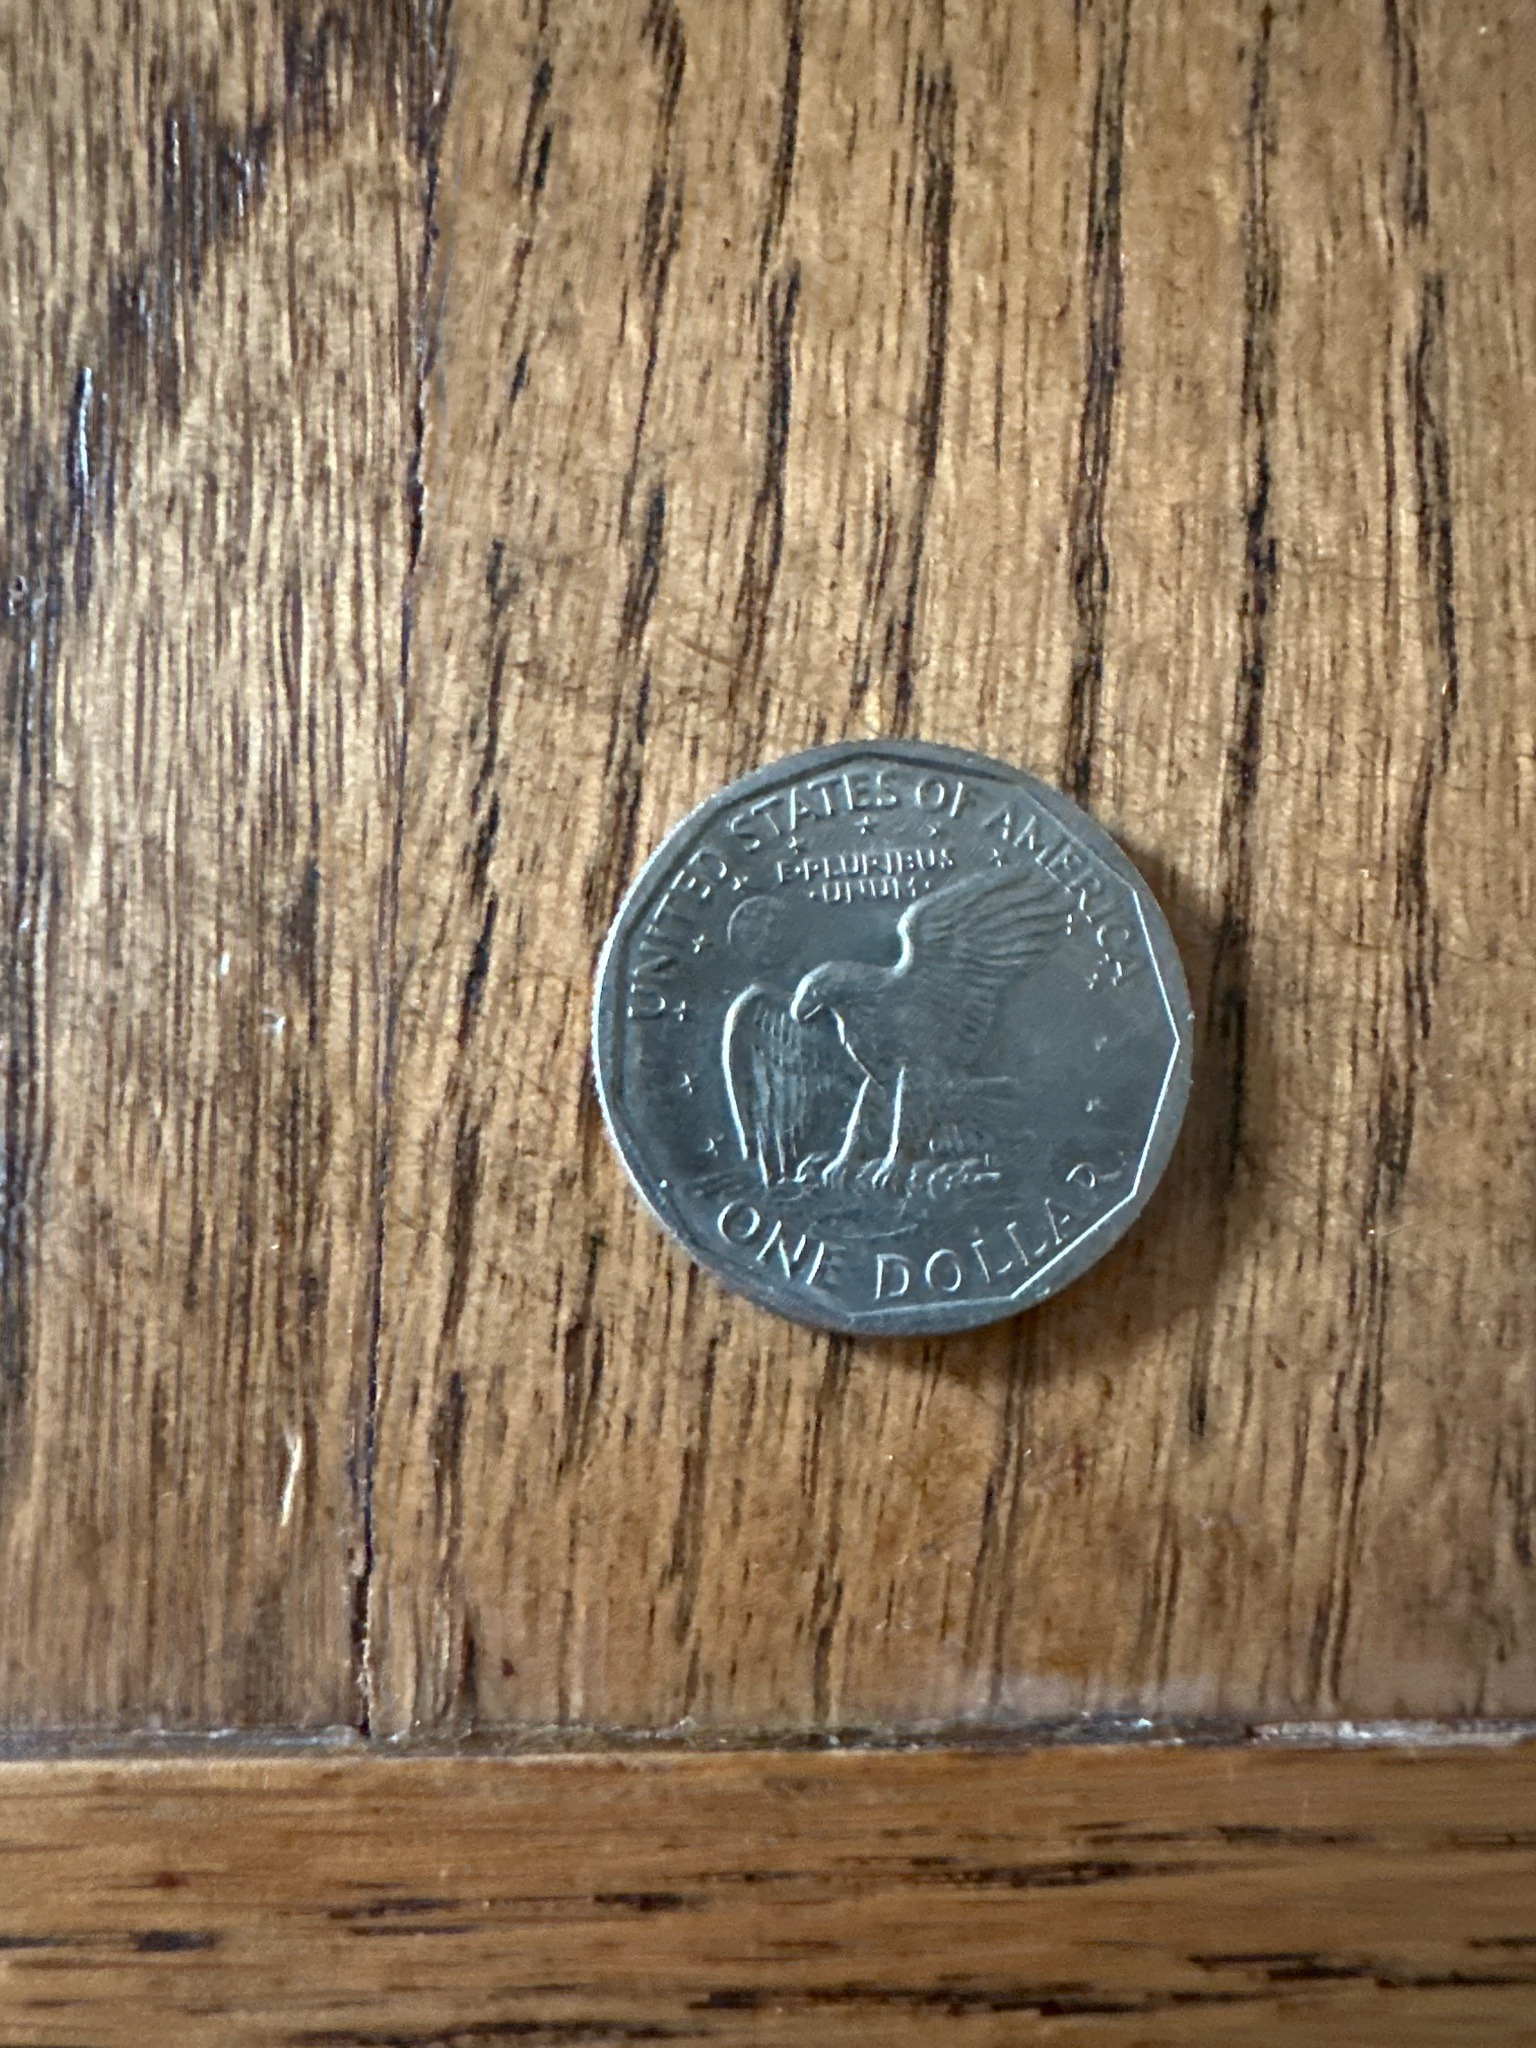 UNITED STATES OF AMERICA
E·PLURIBUS
·UNUM·
ONE DOLLAR